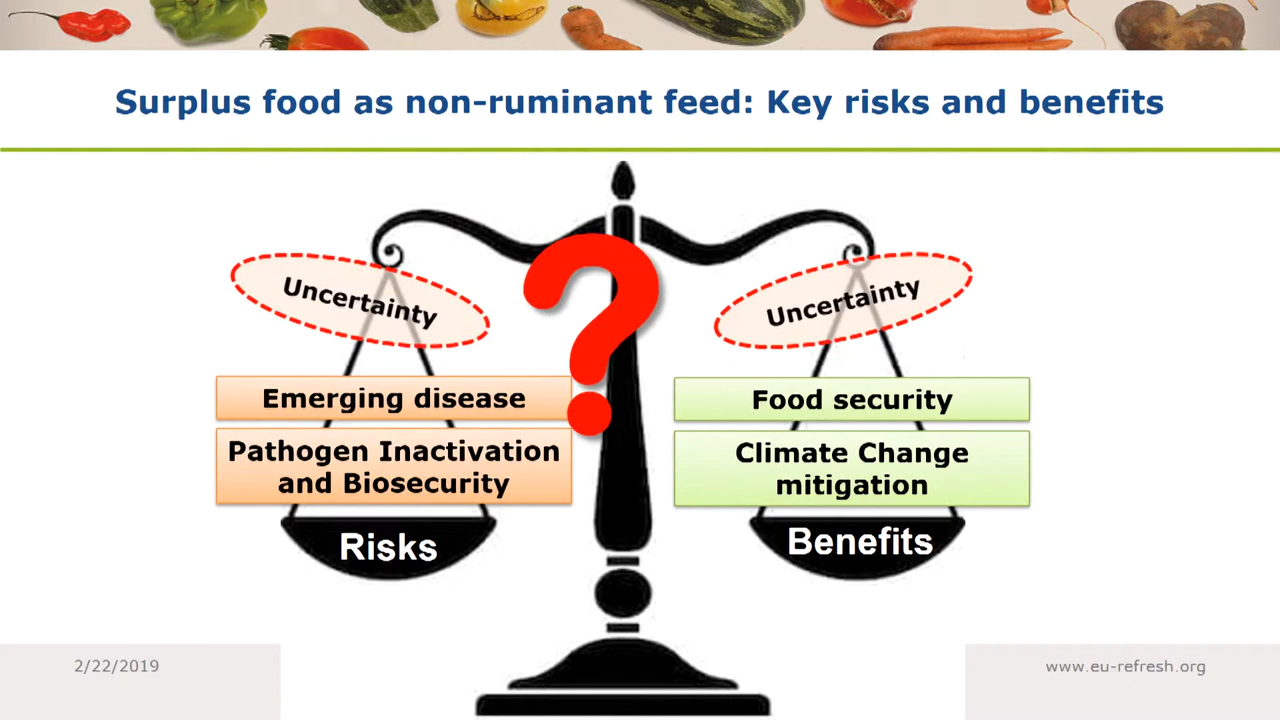 Surplus food as non-ruminant feed: Key risks and benefits
Uncertainty
Uncertainty
?
Emerging disease
Pathogen Inactivation
and Biosecurity
Food security
Climate Change
mitigation
Risks
Benefits
2/22/2019
www.eu-refresh.org